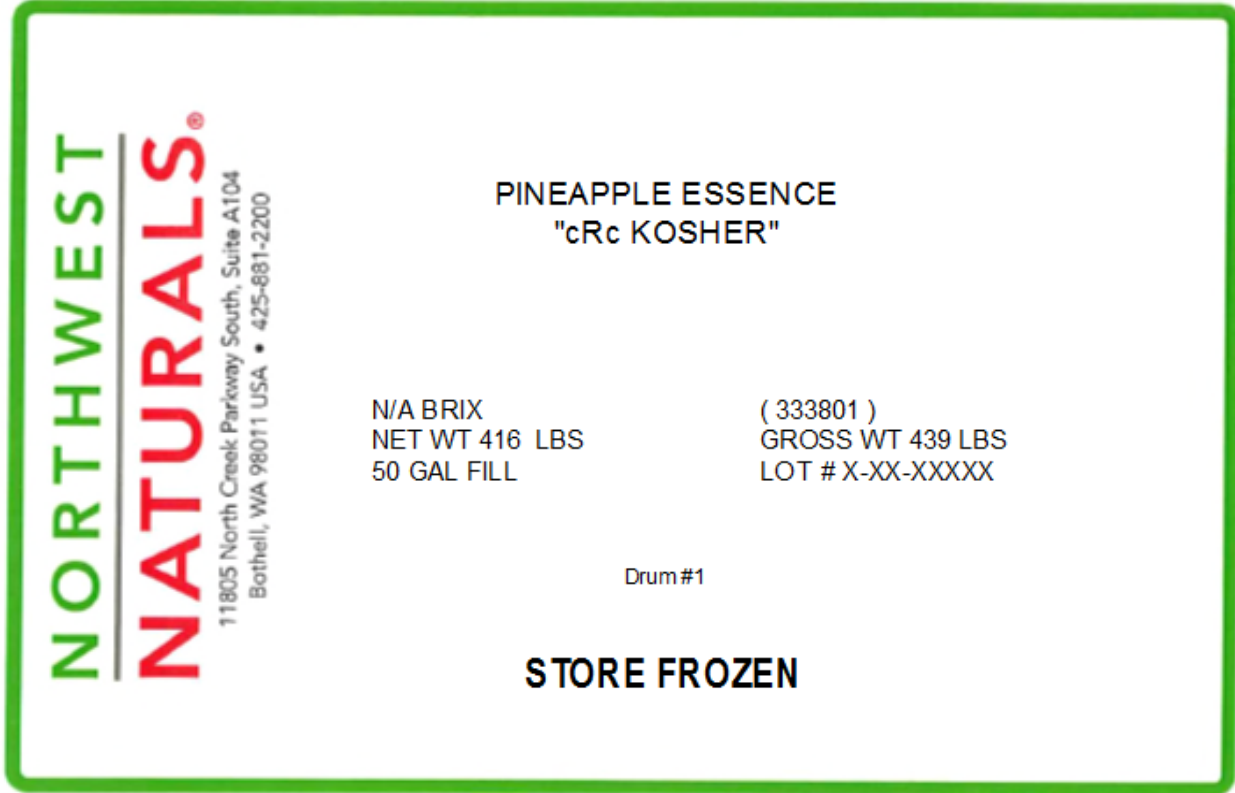 NORTHWEST
NATURALS®
11805 North Creek Parkway South, Suite A104
Bothell, WA 98011 USA • 425-881-2200
PINEAPPLE ESSENCE
"cRc KOSHER"
N/A BRIX
NET WT 416 LBS
50 GAL FILL
( 333801 )
GROSS WT 439 LBS
LOT # X-XX-XXXXX
Drum #1
STORE FROZEN